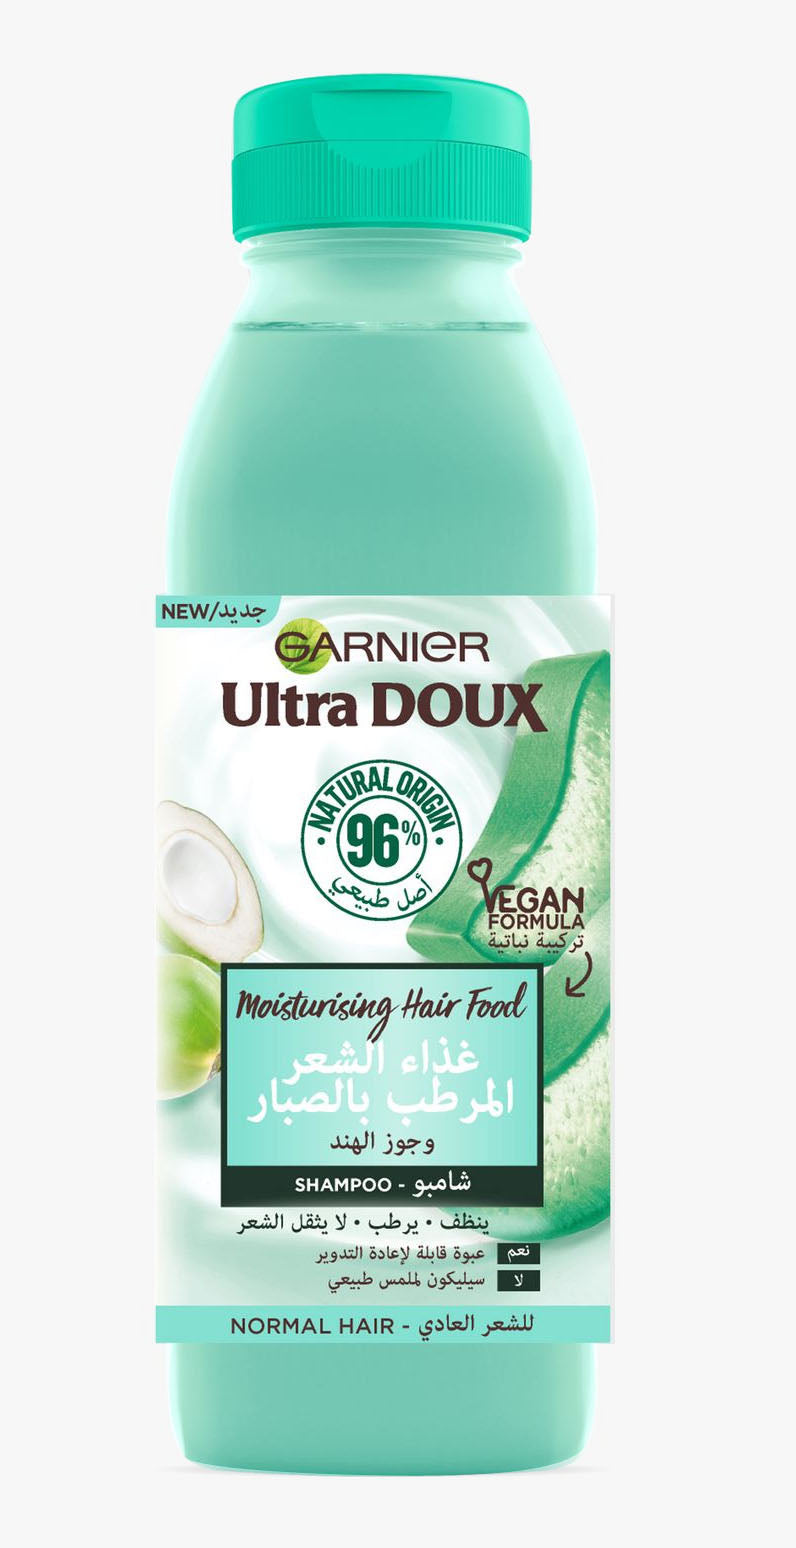 NEW/جديد
GARNIER
Ultra DOUX
NATURAL ORIGIN
96%
أصل طبيعي
VEGAN
FORMULA
تركيبة نباتية
Moisturising Hair Food
غذاء الشعر
المرطب بالصبار
وجوز الهند
SHAMPOO - شامبو
ينظف • يرطب • لا يثقل الشعر
نعم عبوة قابلة لإعادة التدوير
لا سيليكون لملمس طبيعي
NORMAL HAIR - للشعر العادي